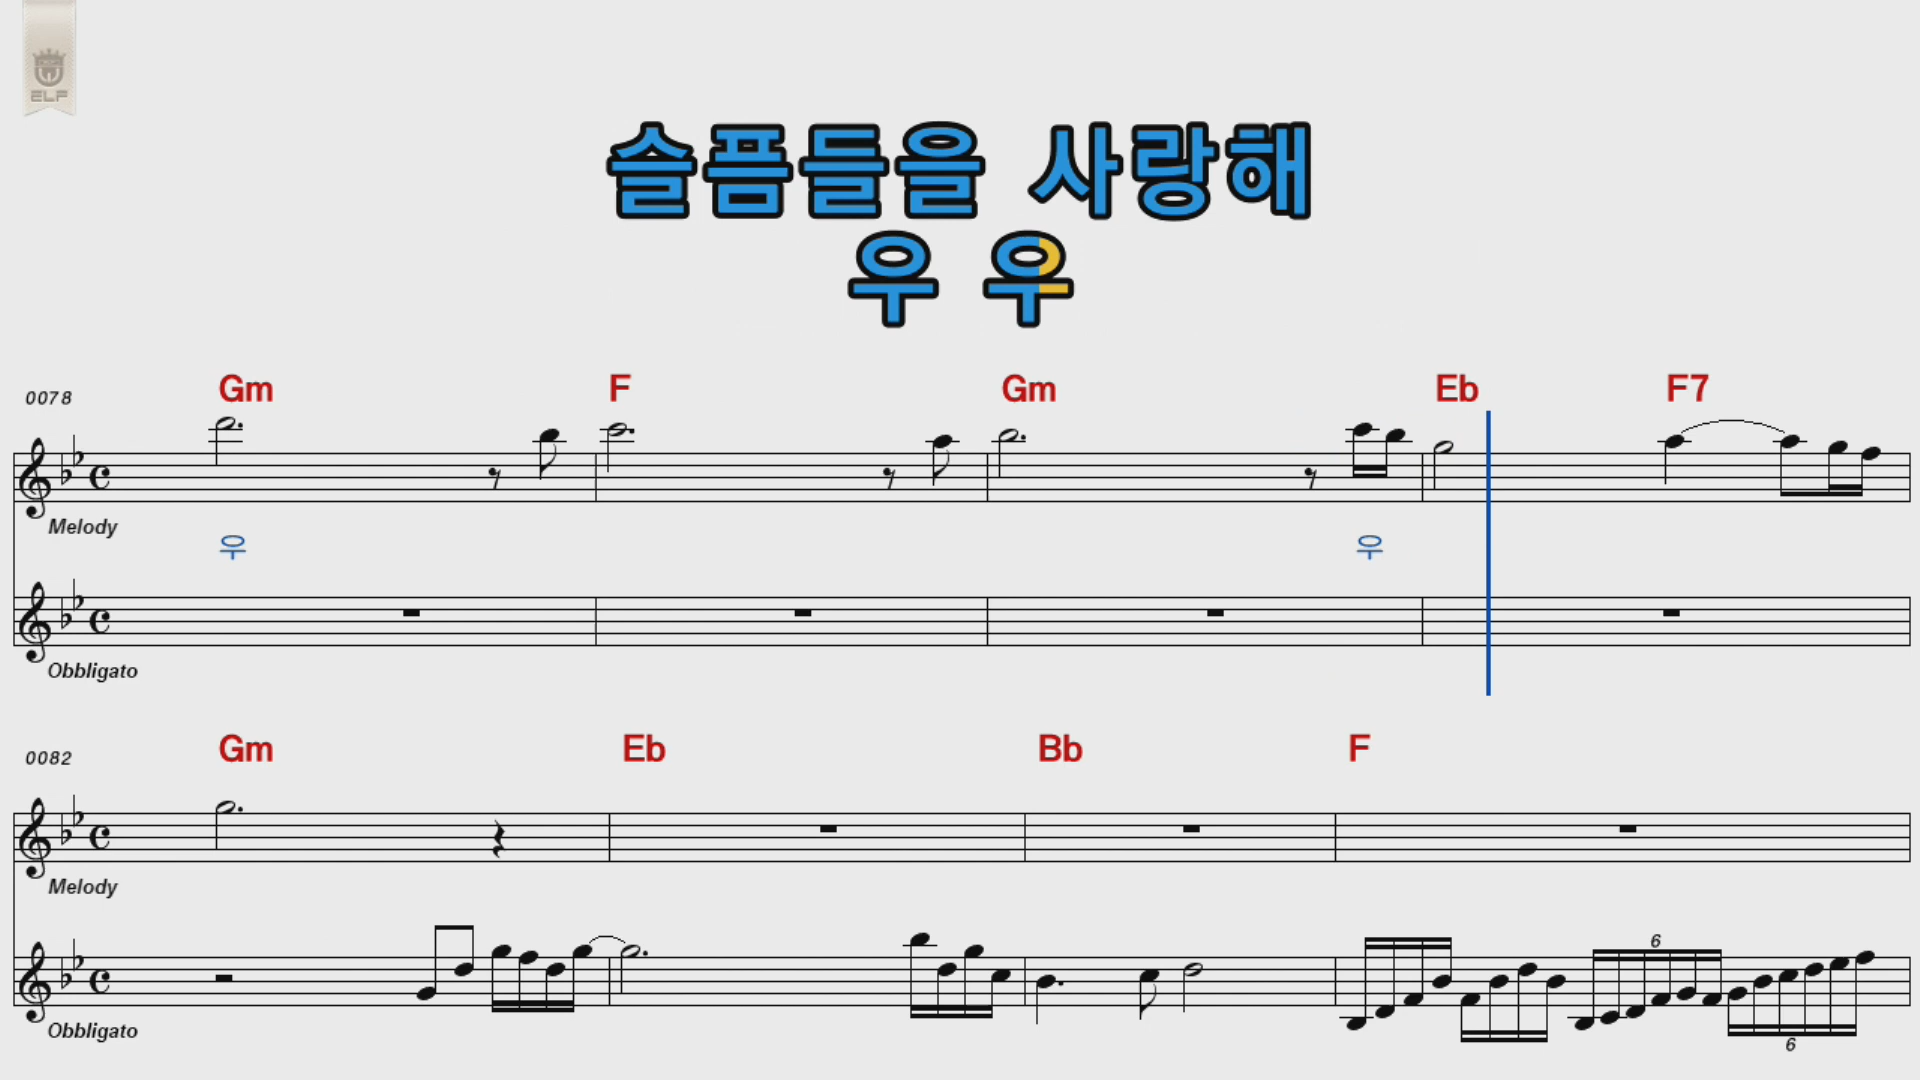 ELF
슬픔들을 사랑해
우 우
0078 Gm F Gm Eb F7
Melody
우 우
Obbligato
0082 Gm Eb Bb F
Melody
6
Obbligato
6